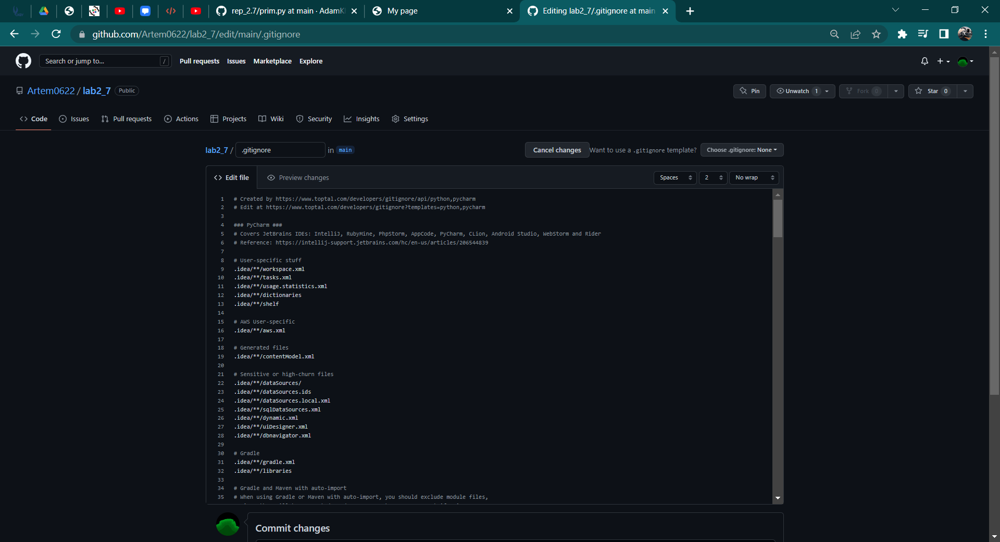 rep_2.7/prim.py at main · AdamK
My page
Editing lab2_7/.gitignore at main
github.com/Artem0622/lab2_7/edit/main/.gitignore
Search or jump to... /
Pull requests Issues Marketplace Explore
Artem0622 / lab2_7 Public
Pin Unwatch 1 Fork 0 Star 0
Code Issues Pull requests Actions Projects Wiki Security Insights Settings
lab2_7 / .gitignore in main
Cancel changes Want to use a .gitignore template? Choose .gitignore: None
Edit file Preview changes Spaces 2 No wrap
1 # Created by https://www.toptal.com/developers/gitignore/api/python,pycharm
2 # Edit at https://www.toptal.com/developers/gitignore?templates=python,pycharm
3
4 ### PyCharm ###
5 # Covers JetBrains IDEs: IntelliJ, RubyMine, PhpStorm, AppCode, PyCharm, CLion, Android Studio, WebStorm and Rider
6 # Reference: https://intellij-support.jetbrains.com/hc/en-us/articles/206544839
7
8 # User-specific stuff
9 .idea/**/workspace.xml
10 .idea/**/tasks.xml
11 .idea/**/usage.statistics.xml
12 .idea/**/dictionaries
13 .idea/**/shelf
14
15 # AWS User-specific
16 .idea/**/aws.xml
17
18 # Generated files
19 .idea/**/contentModel.xml
20
21 # Sensitive or high-churn files
22 .idea/**/dataSources/
23 .idea/**/dataSources.ids
24 .idea/**/dataSources.local.xml
25 .idea/**/sqlDataSources.xml
26 .idea/**/dynamic.xml
27 .idea/**/uiDesigner.xml
28 .idea/**/dbnavigator.xml
29
30 # Gradle
31 .idea/**/gradle.xml
32 .idea/**/libraries
33
34 # Gradle and Maven with auto-import
35 # When using Gradle or Maven with auto-import, you should exclude module files,
Commit changes